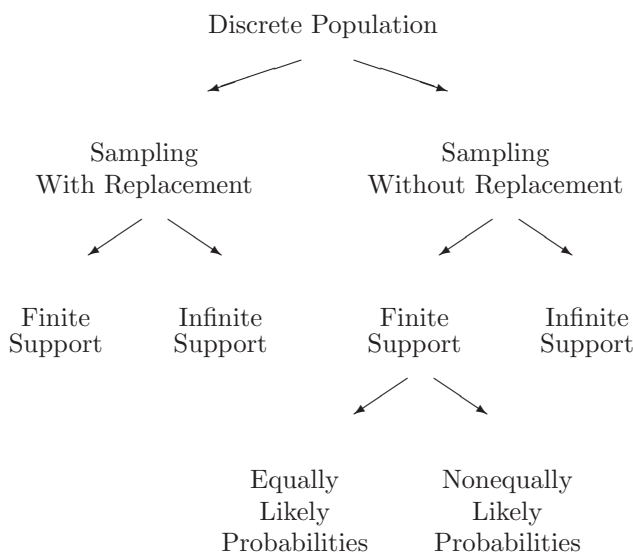 Discrete Population
Sampling
With Replacement
Sampling
Without Replacement
Finite
Support
Infinite
Support
Finite
Support
Infinite
Support
Equally
Likely
Probabilities
Nonequally
Likely
Probabilities